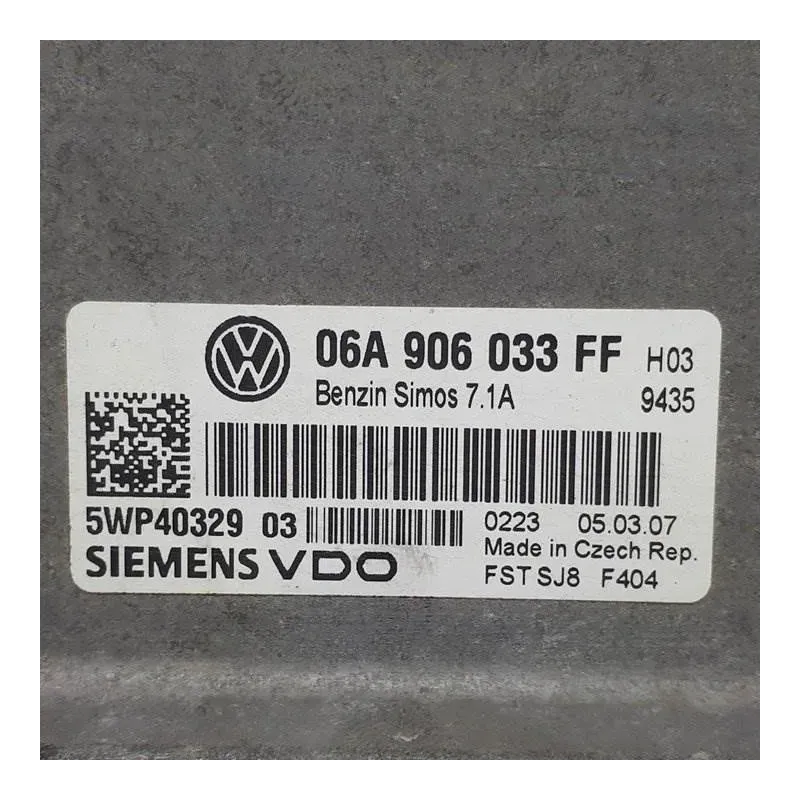 06A 906 033 FF H03
Benzin Simos 7.1A 9435
5WP40329 03 0223 05.03.07
Made in Czech Rep.
SIEMENS VDO FST SJ8 F404